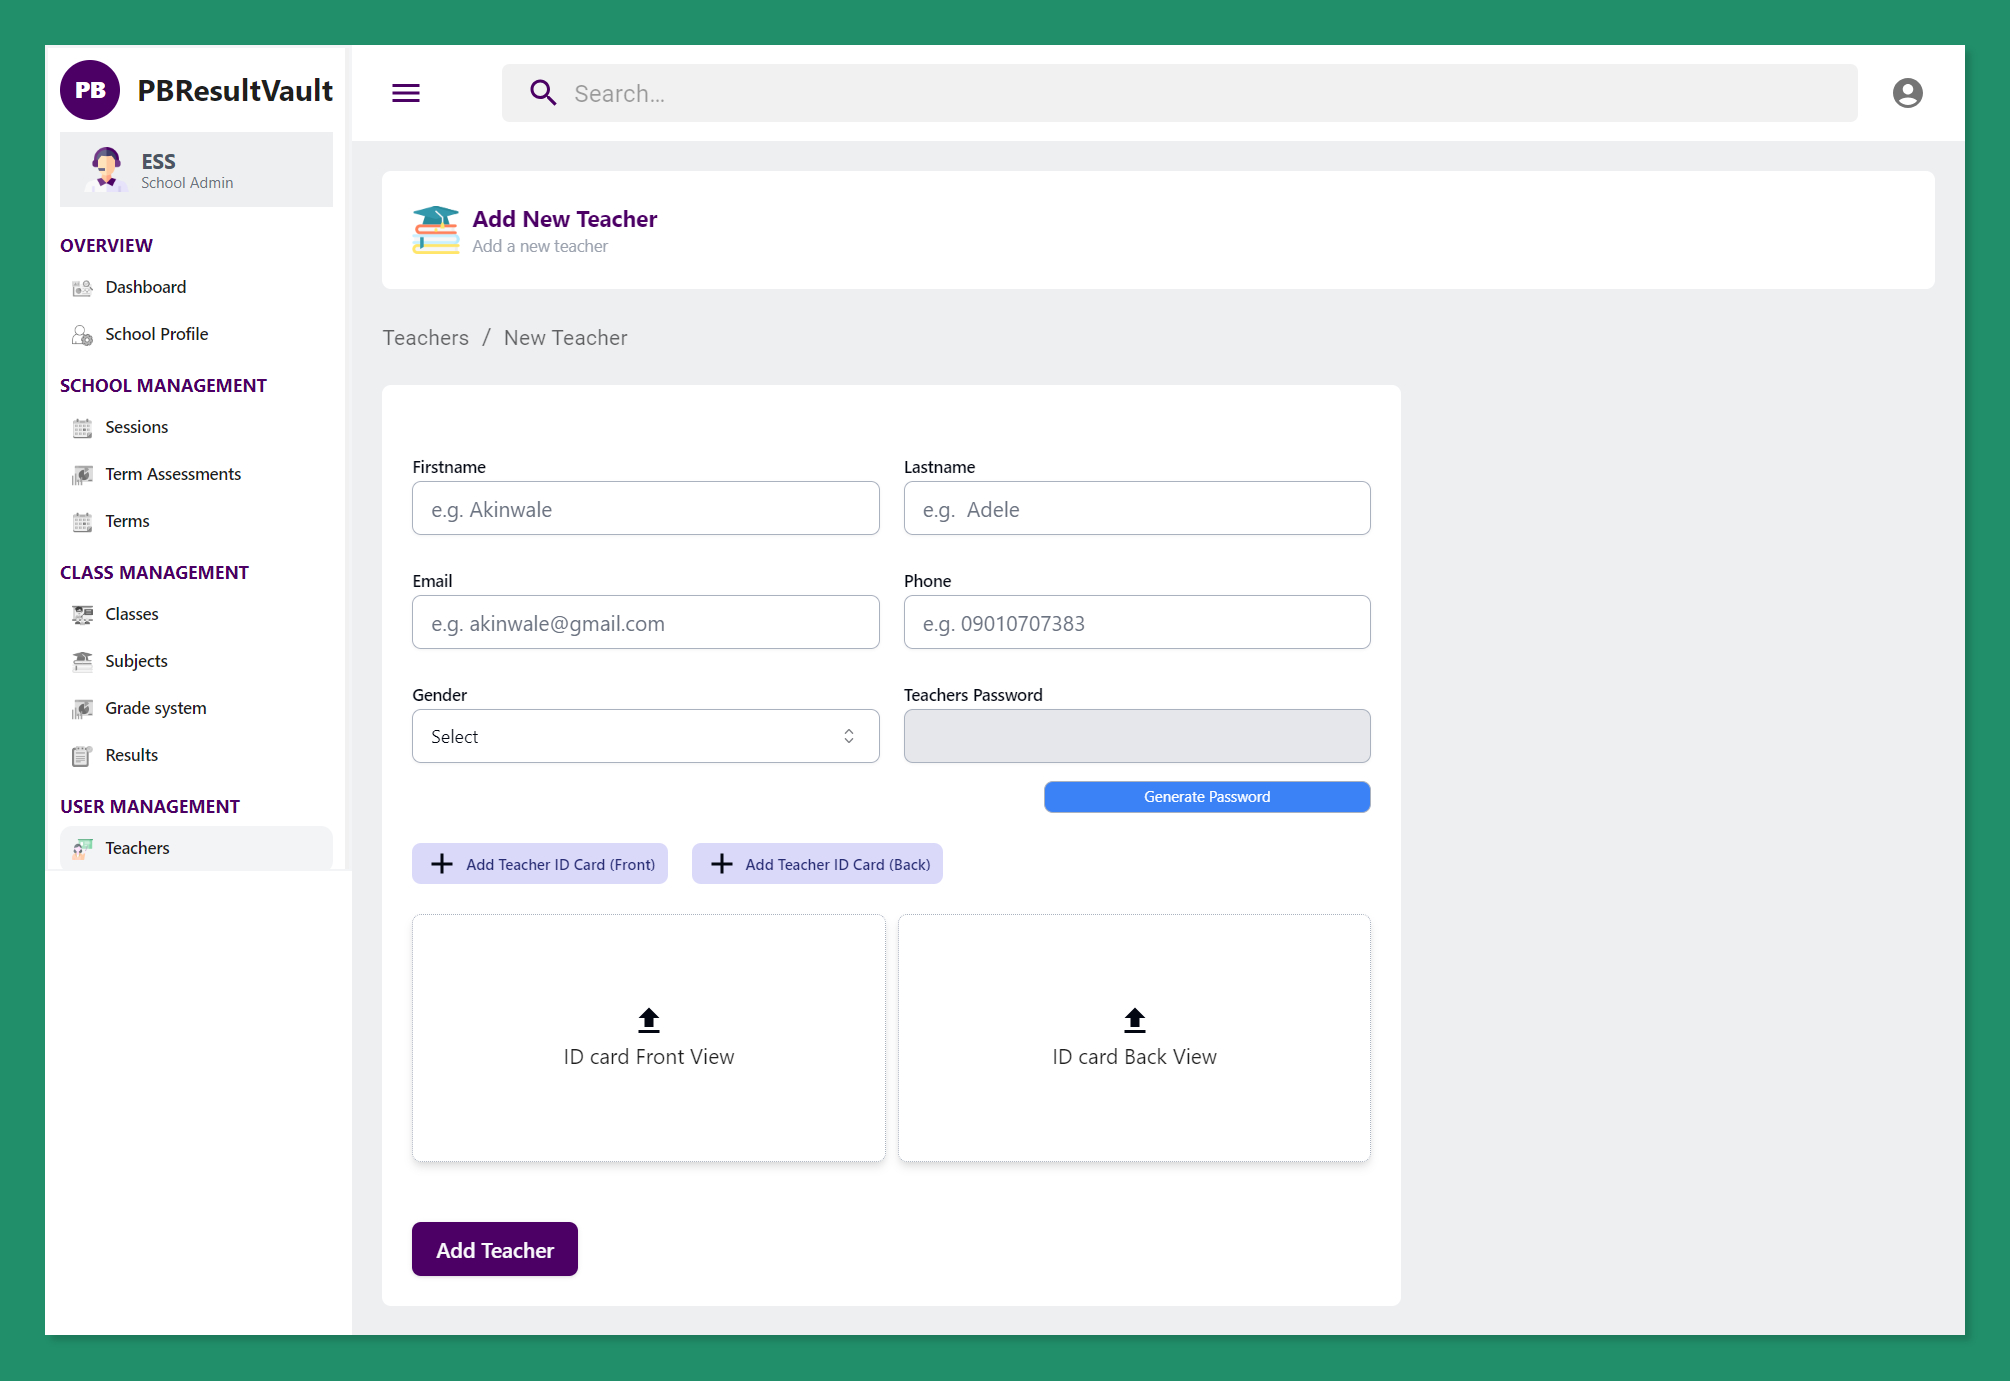 PB PBResultVault
ESS
School Admin
OVERVIEW
Dashboard
School Profile
SCHOOL MANAGEMENT
Sessions
Term Assessments
Terms
CLASS MANAGEMENT
Classes
Subjects
Grade system
Results
USER MANAGEMENT
Teachers
Search...
Add New Teacher
Add a new teacher
Teachers / New Teacher
Firstname
e.g. Akinwale
Lastname
e.g. Adele
Email
e.g. akinwale@gmail.com
Phone
e.g. 09010707383
Gender
Select
Teachers Password
Generate Password
Add Teacher ID Card (Front)
Add Teacher ID Card (Back)
ID card Front View
ID card Back View
Add Teacher